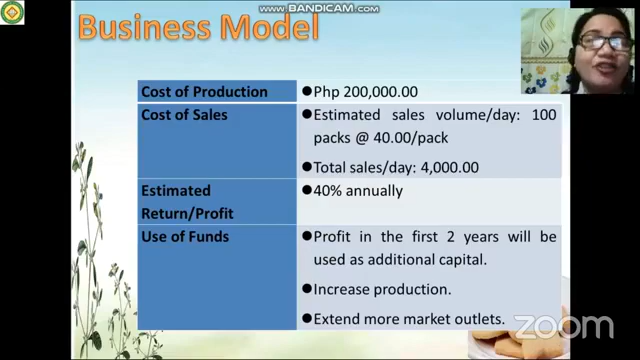 WWW.BANDICAM.COM
Business Model
Cost of Production
●Php 200,000.00
Cost of Sales
●Estimated sales volume/day: 100
packs @ 40.00/pack
●Total sales/day: 4,000.00
Estimated
Return/Profit
●40% annually
Use of Funds
●Profit in the first 2 years will be
used as additional capital.
●Increase production.
●Extend more market outlets.
zoom